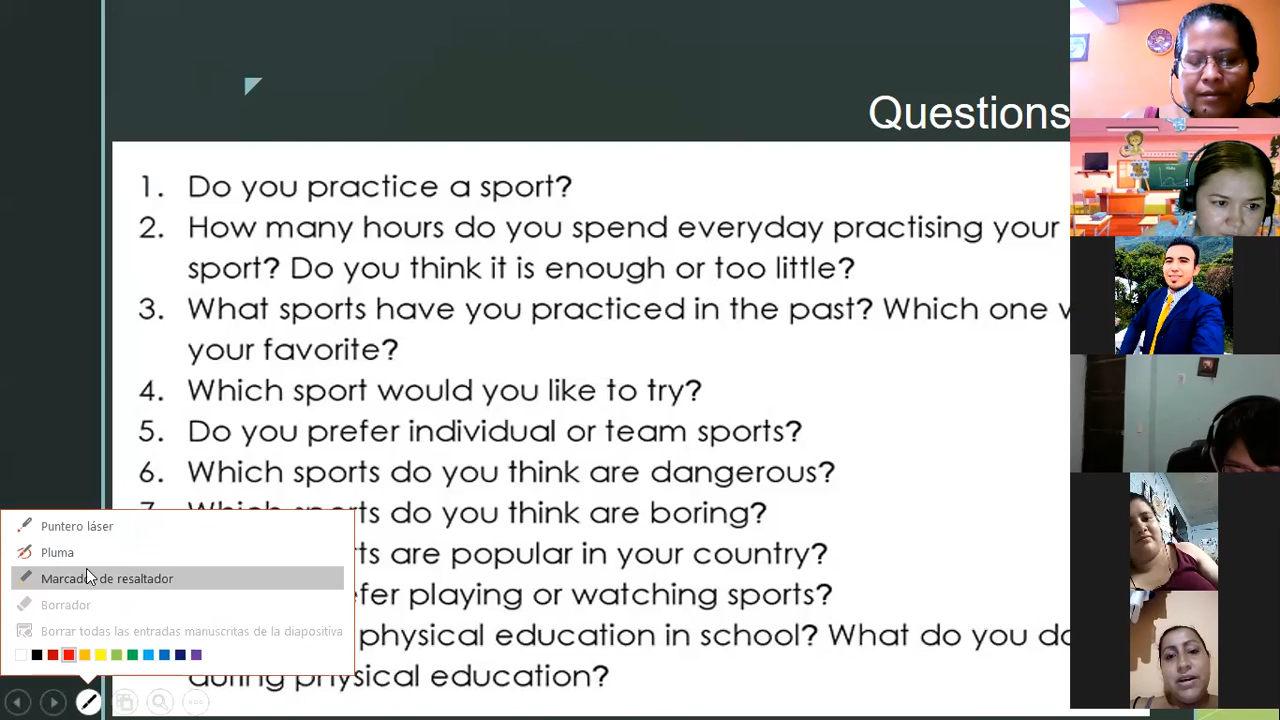 Questions
1. Do you practice a sport?
2. How many hours do you spend everyday practising your
sport? Do you think it is enough or too little?
3. What sports have you practiced in the past? Which one
your favorite?
4. Which sport would you like to try?
5. Do you prefer individual or team sports?
6. Which sports do you think are dangerous?
7. Which sports do you think are boring?
are popular in your country?
playing or watching sports?
physical education in school? What do you do
during physical education?
Puntero láser
Pluma
Marcador de resaltador
Borrador
Borrar todas las entradas manuscritas de la diapositiva